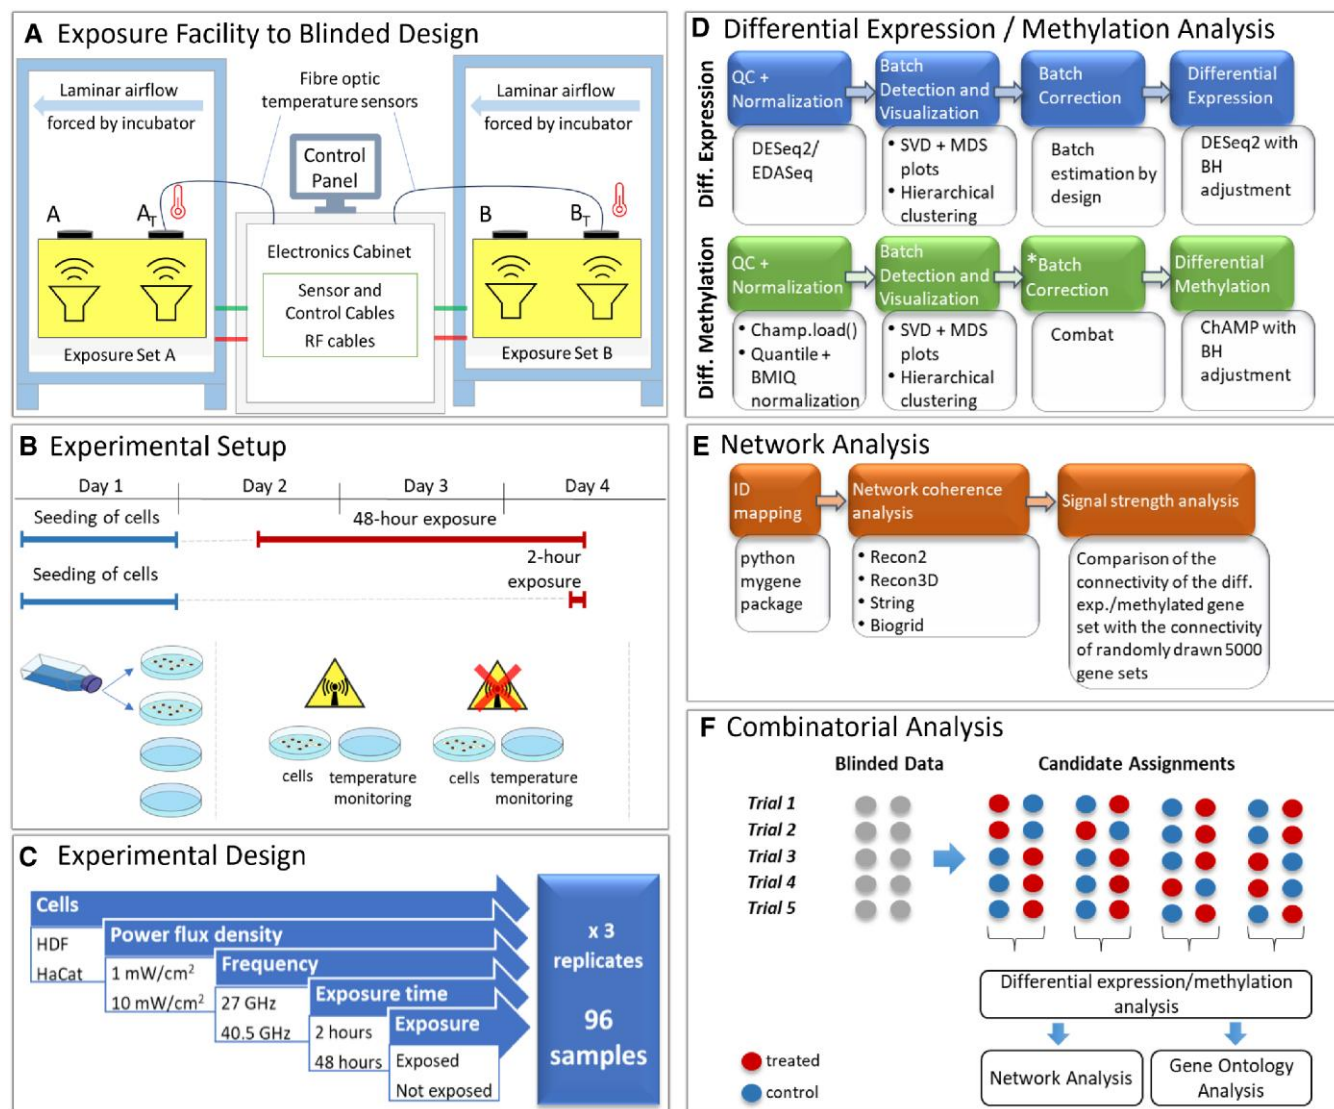 A Exposure Facility to Blinded Design
Laminar airflow
forced by incubator
Fibre optic
temperature sensors
Laminar airflow
forced by incubator
Control
Panel
A
A_T
B
B_T
Electronics Cabinet
Sensor and
Control Cables
RF cables
Exposure Set A
Exposure Set B
B Experimental Setup
Day 1
Day 2
Day 3
Day 4
Seeding of cells
48-hour exposure
2-hour
exposure
Seeding of cells
cells
temperature
monitoring
cells
temperature
monitoring
C Experimental Design
Cells
HDF
HaCat
Power flux density
1 mW/cm²
10 mW/cm²
Frequency
27 GHz
40.5 GHz
Exposure time
2 hours
48 hours
Exposure
Exposed
Not exposed
x 3
replicates
96
samples
D Differential Expression / Methylation Analysis
Diff. Expression
QC +
Normalization
Batch
Detection and
Visualization
Batch
Correction
Differential
Expression
DESeq2/
EDASeq
• SVD + MDS
plots
• Hierarchical
clustering
Batch
estimation by
design
DESeq2 with
BH
adjustment
Diff. Methylation
QC +
Normalization
Batch
Detection and
Visualization
*Batch
Correction
Differential
Methylation
• Champ.load()
• Quantile +
BMIQ
normalization
• SVD + MDS
plots
• Hierarchical
clustering
Combat
ChAMP with
BH
adjustment
E Network Analysis
ID
mapping
Network coherence
analysis
Signal strength analysis
python
mygene
package
• Recon2
• Recon3D
• String
• Biogrid
Comparison of the
connectivity of the diff.
exp./methylated gene
set with the connectivity
of randomly drawn 5000
gene sets
F Combinatorial Analysis
Blinded Data
Candidate Assignments
Trial 1
Trial 2
Trial 3
Trial 4
Trial 5
Differential expression/methylation
analysis
Network Analysis
Gene Ontology
Analysis
treated
control